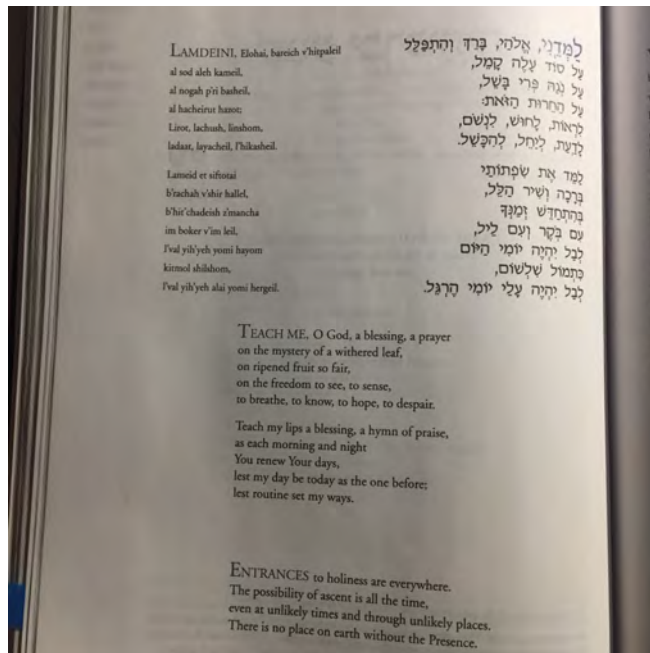 LAMDEINI, Elohai, bareich v'hitpaleil
al sod aleh kameil,
al nogah p'ri basheil,
al hacheirut hazot;
Lirot, lachush, linshom,
ladaat, layacheil, l'hikasheil.
Lameid et siftotai
b'rachah v'shir hallel,
b'hit'chadeish z'mancha
im boker v'im leil,
l'val yih'yeh yomi hayom
kitmol shilshom,
l'val yih'yeh alai yomi hergeil.
לַמְּדֵנִי, אֱלֹהַי, בָּרֵךְ וְהִתְפַּלֵּל
עַל סוֹד עָלֶה קָמֵל,
עַל נֹגַהּ פְּרִי בָּשֵׁל,
עַל הַחֵרוּת הַזֹּאת:
לִרְאוֹת, לָחוּשׁ, לִנְשֹׁם,
לָדַעַת, לְיַחֵל, לְהִכָּשֵׁל.
לַמֵּד אֶת שִׂפְתוֹתַי
בְּרָכָה וְשִׁיר הַלֵּל,
בְּהִתְחַדֵּשׁ זְמַנְּךָ
עִם בֹּקֶר וְעִם לֵיל,
לְבַל יִהְיֶה יוֹמִי הַיּוֹם
כִּתְמוֹל שִׁלְשׁוֹם,
לְבַל יִהְיֶה עָלַי יוֹמִי הֶרְגֵּל.
TEACH ME, O God, a blessing, a prayer
on the mystery of a withered leaf,
on ripened fruit so fair,
on the freedom to see, to sense,
to breathe, to know, to hope, to despair.
Teach my lips a blessing, a hymn of praise,
as each morning and night
You renew Your days,
lest my day be today as the one before;
lest routine set my ways.
ENTRANCES to holiness are everywhere.
The possibility of ascent is all the time,
even at unlikely times and through unlikely places.
There is no place on earth without the Presence.